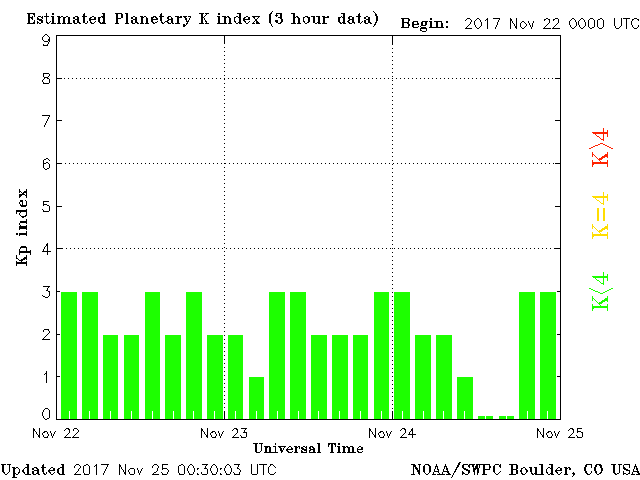 Estimated Planetary K index (3 hour data)
Begin: 2017 Nov 22 0000 UTC
9
8
7
6
5
4
3
2
1
0
Kp index
K>4
K=4
K<4
Nov 22
Nov 23
Nov 24
Nov 25
Universal Time
Updated 2017 Nov 25 00:30:03 UTC
NOAA/SWPC Boulder, CO USA